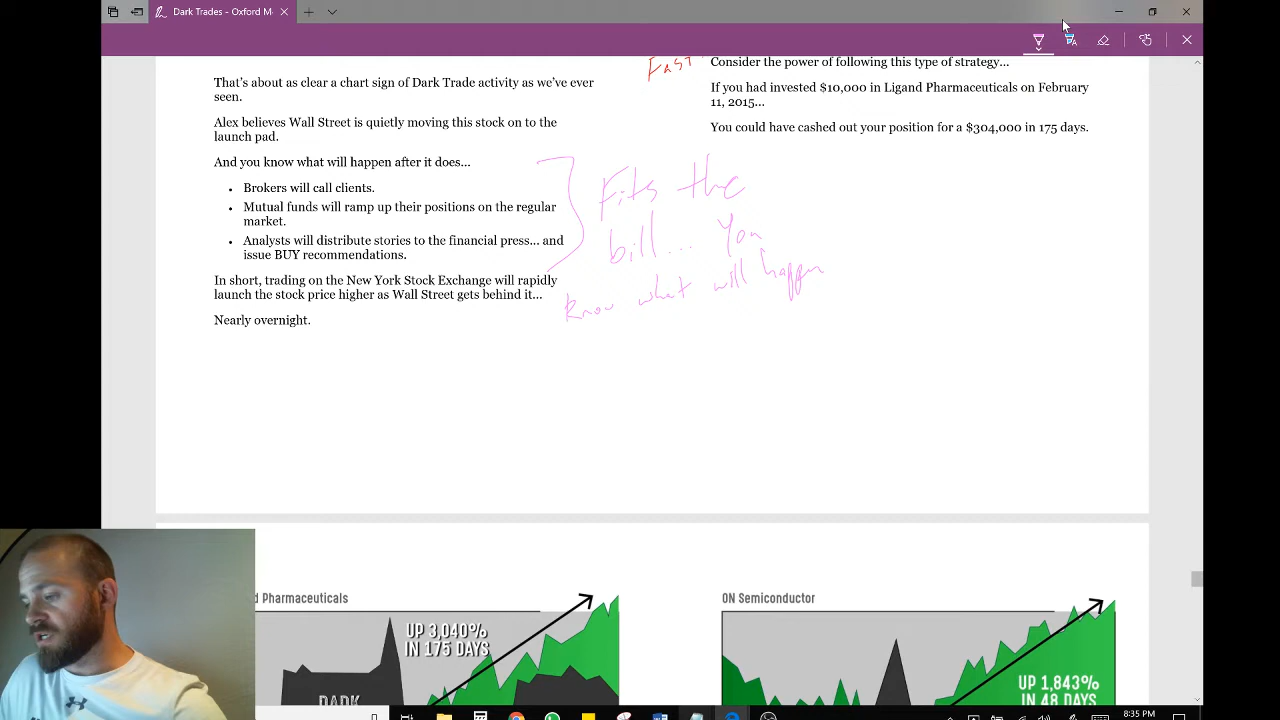 Dark Trades - Oxford M
That's about as clear a chart sign of Dark Trade activity as we've ever
seen.
Alex believes Wall Street is quietly moving this stock on to the
launch pad.
And you know what will happen after it does...
• Brokers will call clients.
• Mutual funds will ramp up their positions on the regular
market.
• Analysts will distribute stories to the financial press... and
issue BUY recommendations.
In short, trading on the New York Stock Exchange will rapidly
launch the stock price higher as Wall Street gets behind it...
Nearly overnight.
Fast
Consider the power of following this type of strategy...
If you had invested $10,000 in Ligand Pharmaceuticals on February
11, 2015...
You could have cashed out your position for a $304,000 in 175 days.
Fits the
bill... You
know what will happen
d Pharmaceuticals
UP 3,040%
IN 175 DAYS
DARK
ON Semiconductor
UP 1,843%
IN 48 DAYS
8:35 PM